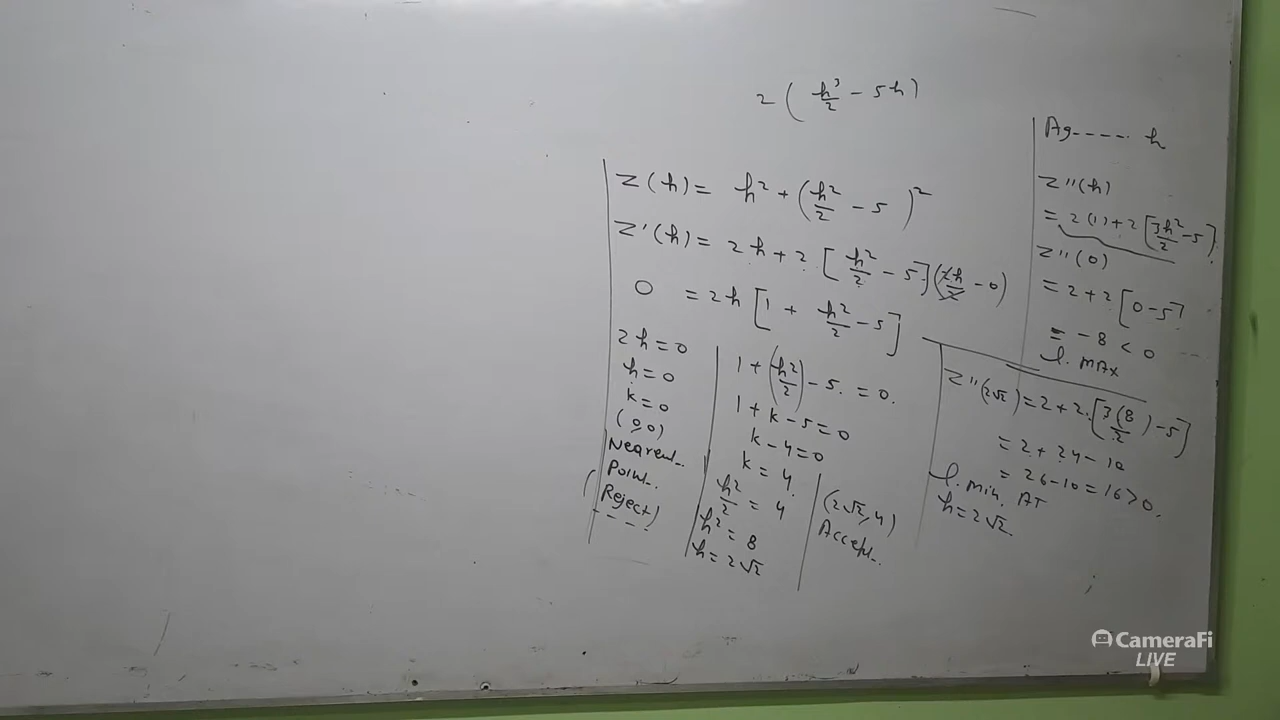 2 ( h³/2 − 5h )
Z(h) = h² + (h²/2 − 5)²
Z'(h) = 2h + 2 [h²/2 − 5] (2h/2 − 0)
0 = 2h [1 + h²/2 − 5]
2h = 0
h = 0
k = 0
(0,0)
Nearest..
Point..
(Reject)
1 + (h²/2) − 5 = 0.
1 + k − 5 = 0
k − 4 = 0
k = 4.
h²/2 = 4
h² = 8
h = 2√2
(2√2, 4)
Accept..
Ag----- h
Z''(h)
= 2(1) + 2 [3h²/2 − 5].
Z''(0)
= 2 + 2 [0 − 5]
= −8 < 0
l. MAX
Z''(2√2) = 2 + 2. [3(8)/2 − 5]
= 2 + 24 − 10
= 26 − 10 = 16 > 0.
l. Min. AT
h = 2√2.
CameraFi
LIVE